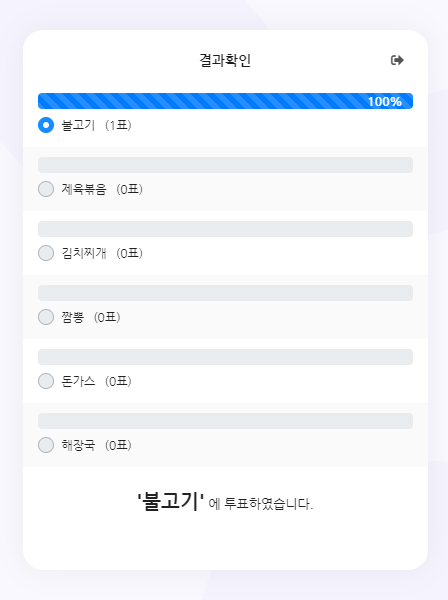 결과확인
100%
불고기 (1표)
제육볶음 (0표)
김치찌개 (0표)
짬뽕 (0표)
돈가스 (0표)
해장국 (0표)
'불고기' 에 투표하였습니다.